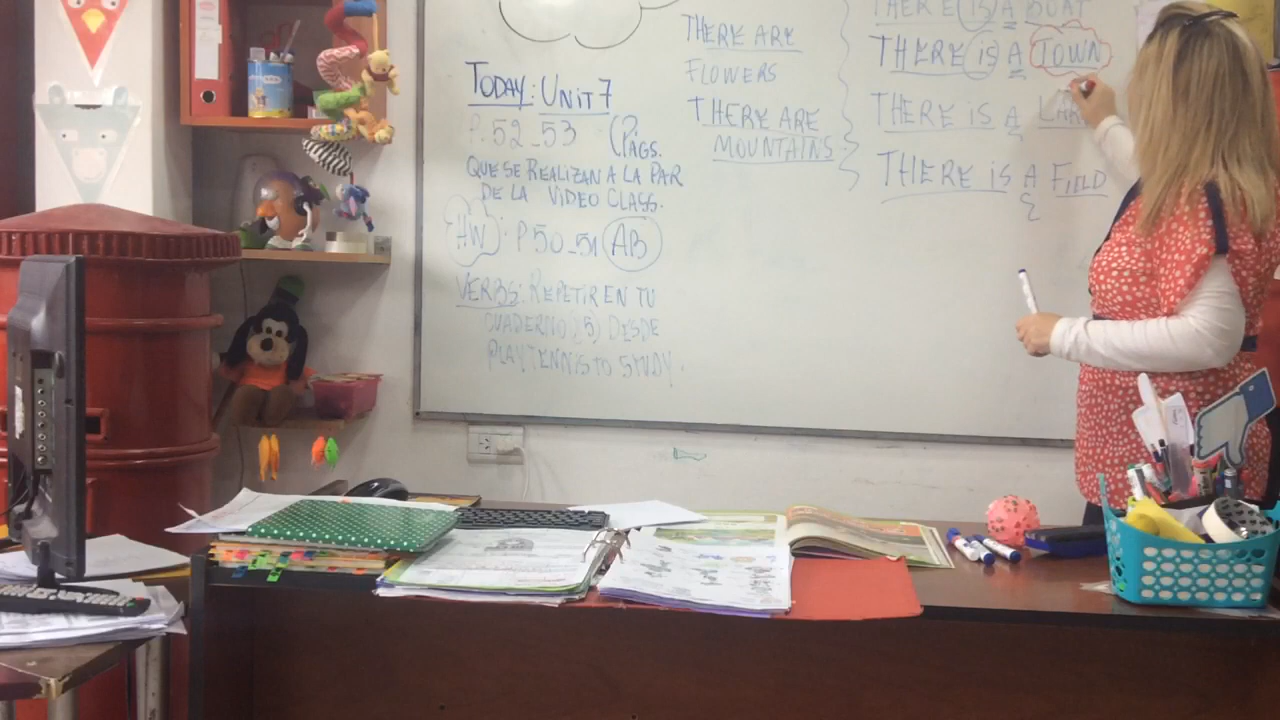 TODAY: UNIT 7
P. 52_53 (PÁGS.
QUE SE REALIZAN A LA PAR
DE LA VIDEO CLASS.
HW: P.50_51 AB
VERBS: REPETIR EN TU
CUADERNO (5) DESDE
PLAY TENNIS TO STUDY.
THERE ARE
FLOWERS
THERE ARE
MOUNTAINS
THERE IS A BOAT
THERE is A TOWN
THERE IS A
THERE IS A FIELD